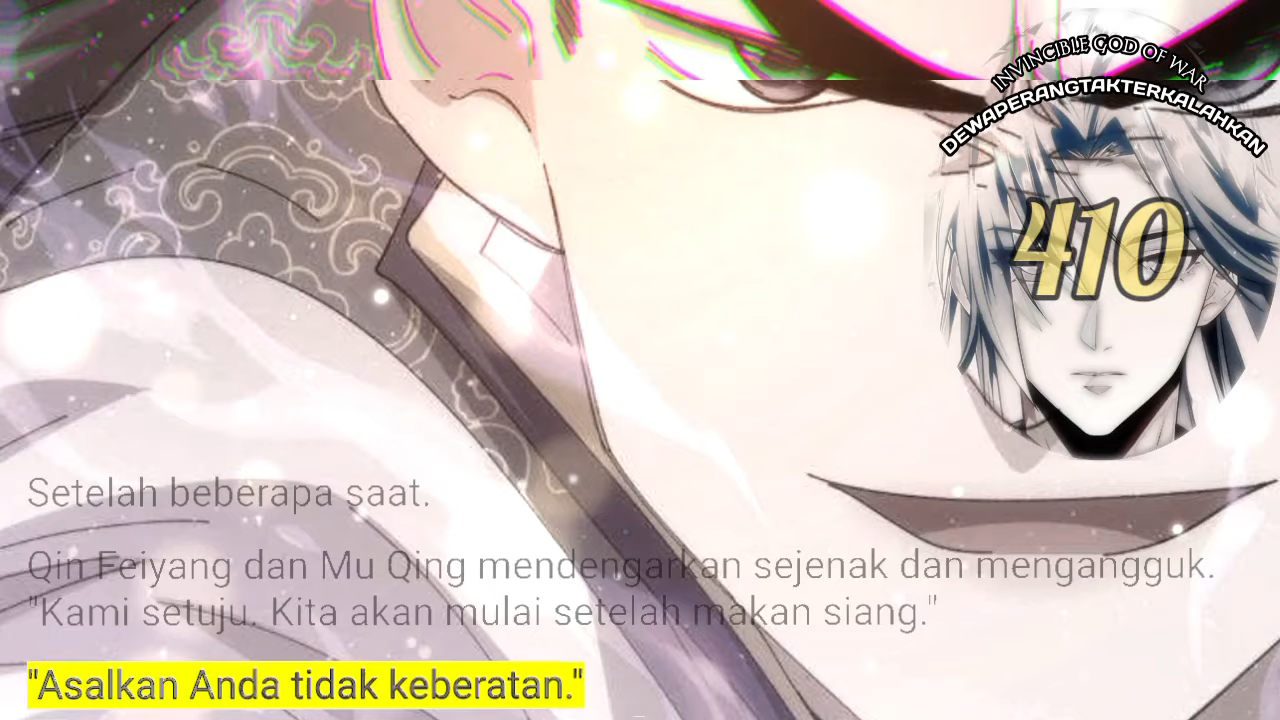 INVINCIBLE GOD OF WAR
DEWAPERANGTAKTERKALAHKAN
410
Setelah beberapa saat.
Qin Feiyang dan Mu Qing mendengarkan sejenak dan mengangguk.
"Kami setuju. Kita akan mulai setelah makan siang."
"Asalkan Anda tidak keberatan."